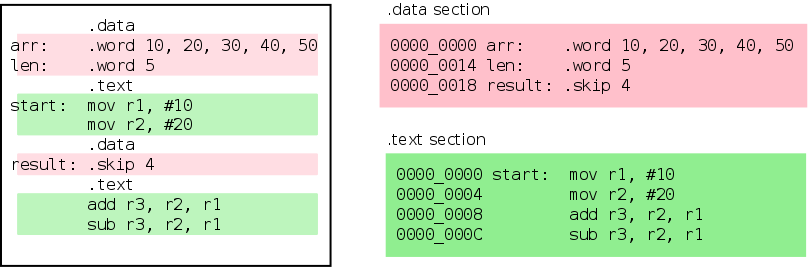 .data
arr: .word 10, 20, 30, 40, 50
len: .word 5
.text
start: mov r1, #10
mov r2, #20
.data
result: .skip 4
.text
add r3, r2, r1
sub r3, r2, r1
.data section
0000_0000 arr: .word 10, 20, 30, 40, 50
0000_0014 len: .word 5
0000_0018 result: .skip 4
.text section
0000_0000 start: mov r1, #10
0000_0004 mov r2, #20
0000_0008 add r3, r2, r1
0000_000C sub r3, r2, r1